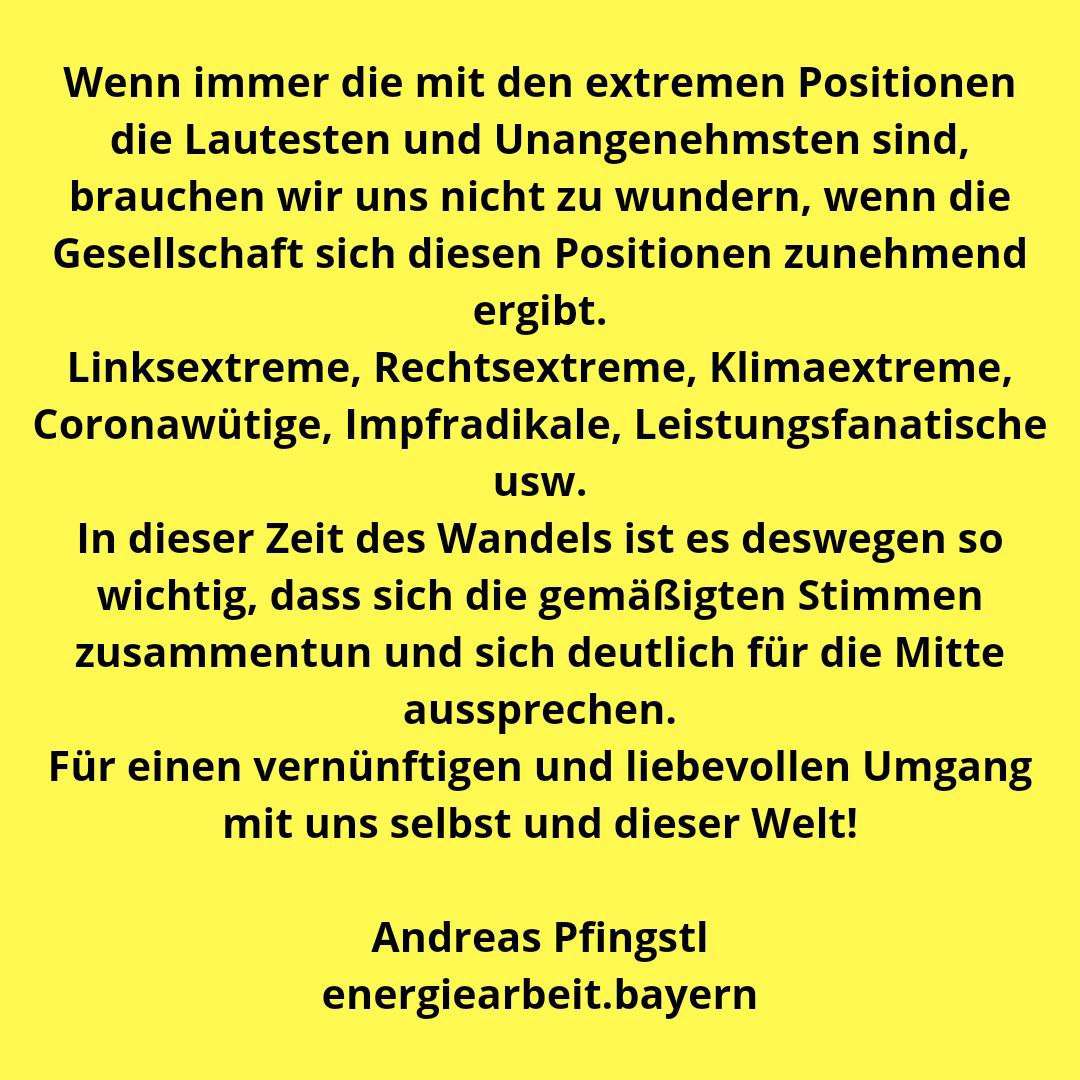 Wenn immer die mit den extremen Positionen
die Lautesten und Unangenehmsten sind,
brauchen wir uns nicht zu wundern, wenn die
Gesellschaft sich diesen Positionen zunehmend
ergibt.
Linksextreme, Rechtsextreme, Klimaextreme,
Coronawütige, Impfradikale, Leistungsfanatische
usw.
In dieser Zeit des Wandels ist es deswegen so
wichtig, dass sich die gemäßigten Stimmen
zusammentun und sich deutlich für die Mitte
aussprechen.
Für einen vernünftigen und liebevollen Umgang
mit uns selbst und dieser Welt!
Andreas Pfingstl
energiearbeit.bayern